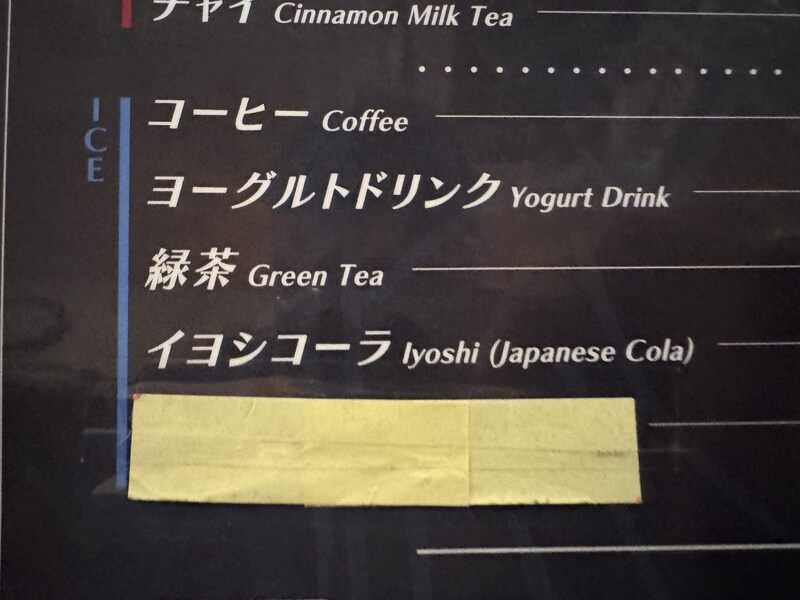 チャイ Cinnamon Milk Tea
ICE
コーヒー Coffee
ヨーグルトドリンク Yogurt Drink
緑茶 Green Tea
イヨシコーラ Iyoshi (Japanese Cola)